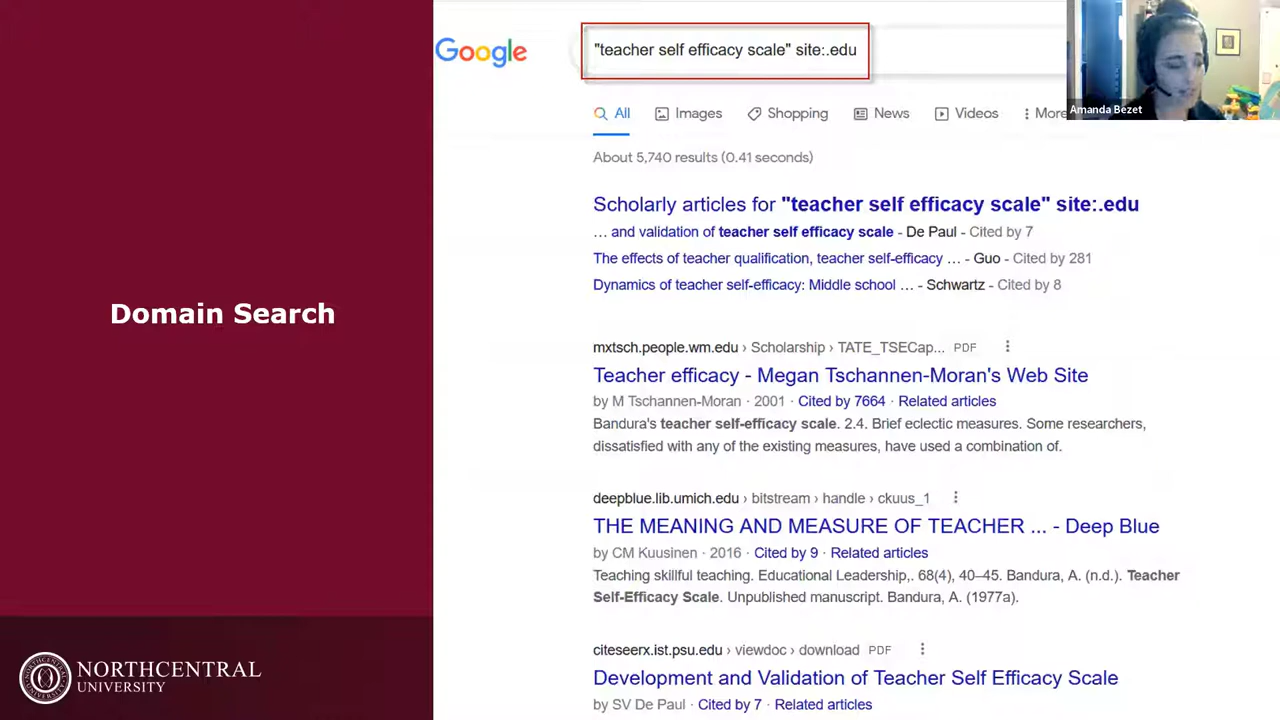 Domain Search
NORTHCENTRAL
UNIVERSITY
Google
"teacher self efficacy scale" site:.edu
All Images Shopping News Videos More
Amanda Bezet
About 5,740 results (0.41 seconds)
Scholarly articles for "teacher self efficacy scale" site:.edu
… and validation of teacher self efficacy scale - De Paul - Cited by 7
The effects of teacher qualification, teacher self-efficacy … - Guo - Cited by 281
Dynamics of teacher self-efficacy: Middle school … - Schwartz - Cited by 8
mxtsch.people.wm.edu › Scholarship › TATE_TSECap... PDF
Teacher efficacy - Megan Tschannen-Moran's Web Site
by M Tschannen-Moran · 2001 · Cited by 7664 · Related articles
Bandura's teacher self-efficacy scale. 2.4. Brief eclectic measures. Some researchers,
dissatisfied with any of the existing measures, have used a combination of.
deepblue.lib.umich.edu › bitstream › handle › ckuus_1
THE MEANING AND MEASURE OF TEACHER ... - Deep Blue
by CM Kuusinen · 2016 · Cited by 9 · Related articles
Teaching skillful teaching. Educational Leadership,. 68(4), 40–45. Bandura, A. (n.d.). Teacher
Self-Efficacy Scale. Unpublished manuscript. Bandura, A. (1977a).
citeseerx.ist.psu.edu › viewdoc › download PDF
Development and Validation of Teacher Self Efficacy Scale
by SV De Paul · Cited by 7 · Related articles